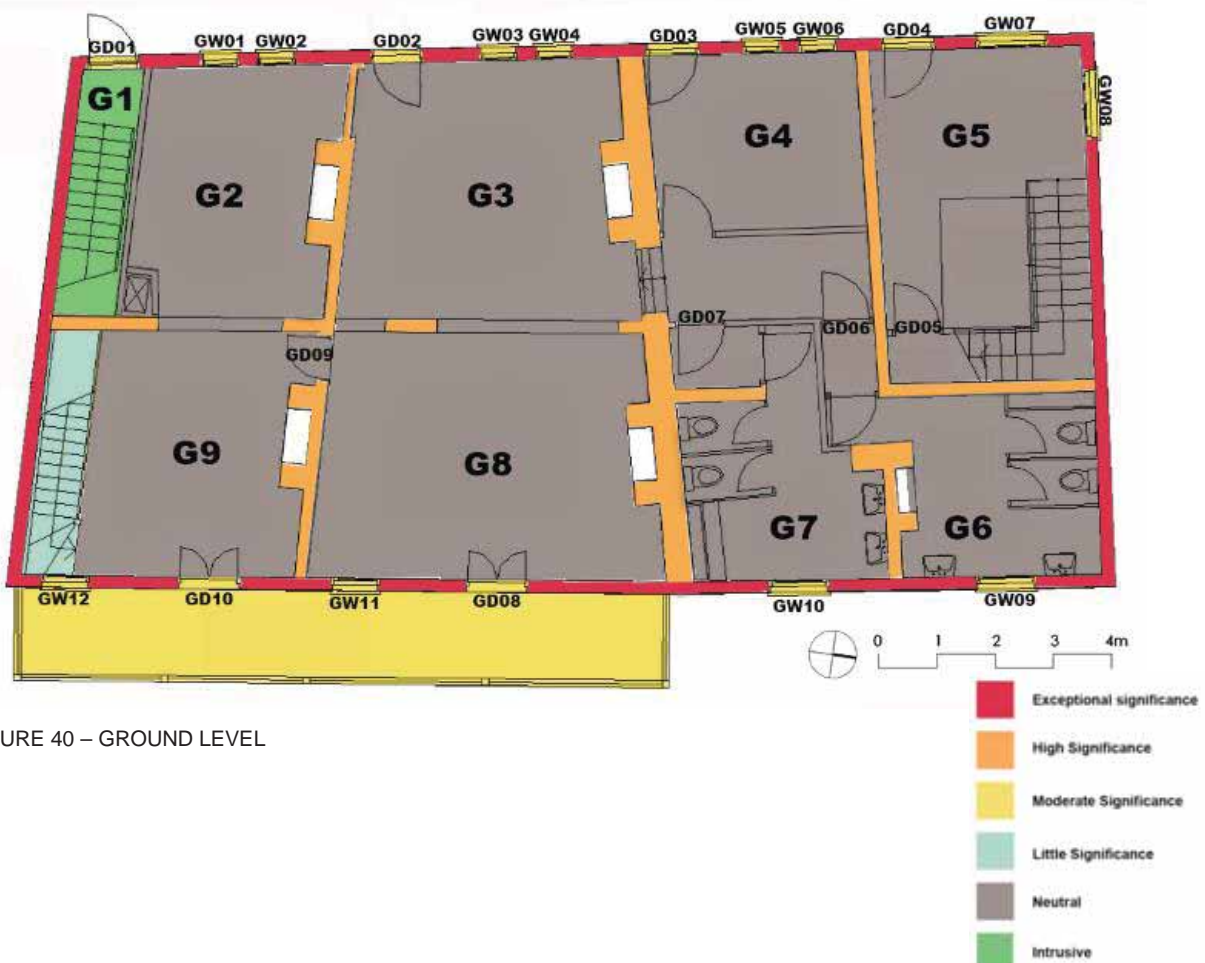 GD01
GW01
GW02
GD02
GW03
GW04
GD03
GW05
GW06
GD04
GW07
GW08
G1
G2
G3
G4
G5
GD07
GD06
GD05
GD09
G9
G8
G7
G6
GW12
GD10
GW11
GD08
GW10
GW09
0 1 2 3 4m
Exceptional significance
High Significance
Moderate Significance
Little Significance
Neutral
Intrusive
URE 40 – GROUND LEVEL